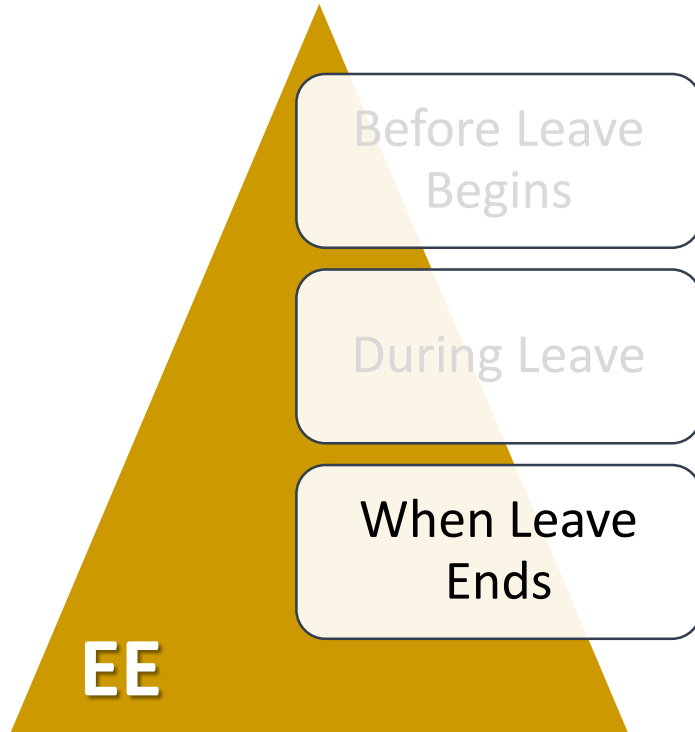 Before Leave
Begins
During Leave
When Leave
Ends
EE